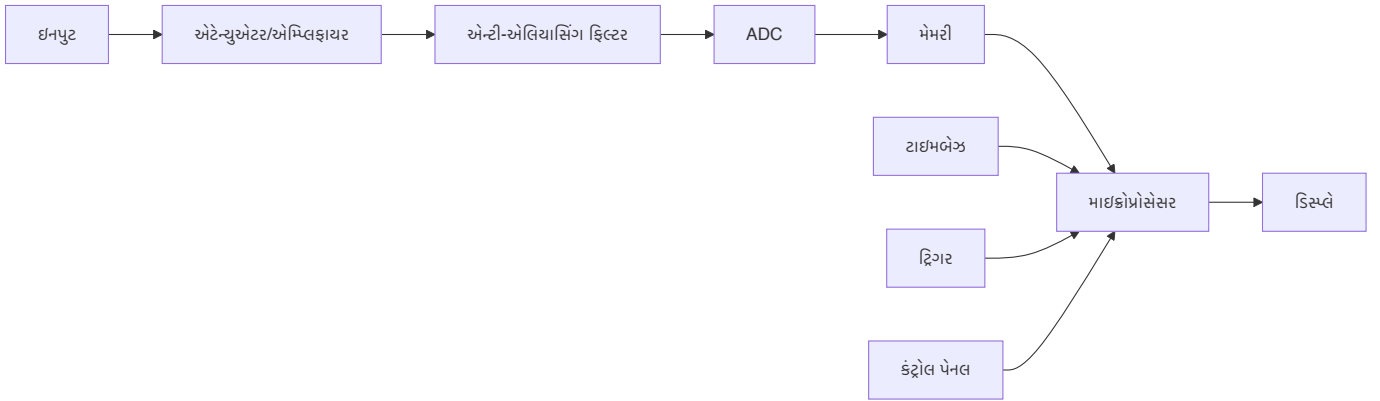 ઇનપુટ
એટેન્યુએટર/એમ્પ્લિફાયર
એન્ટી-એલિયાસિંગ ફિલ્ટર
ADC
મેમરી
ટાઇમબેઝ
માઇક્રોપ્રોસેસર
ડિસ્પ્લે
ટ્રિગર
કંટ્રોલ પેનલ